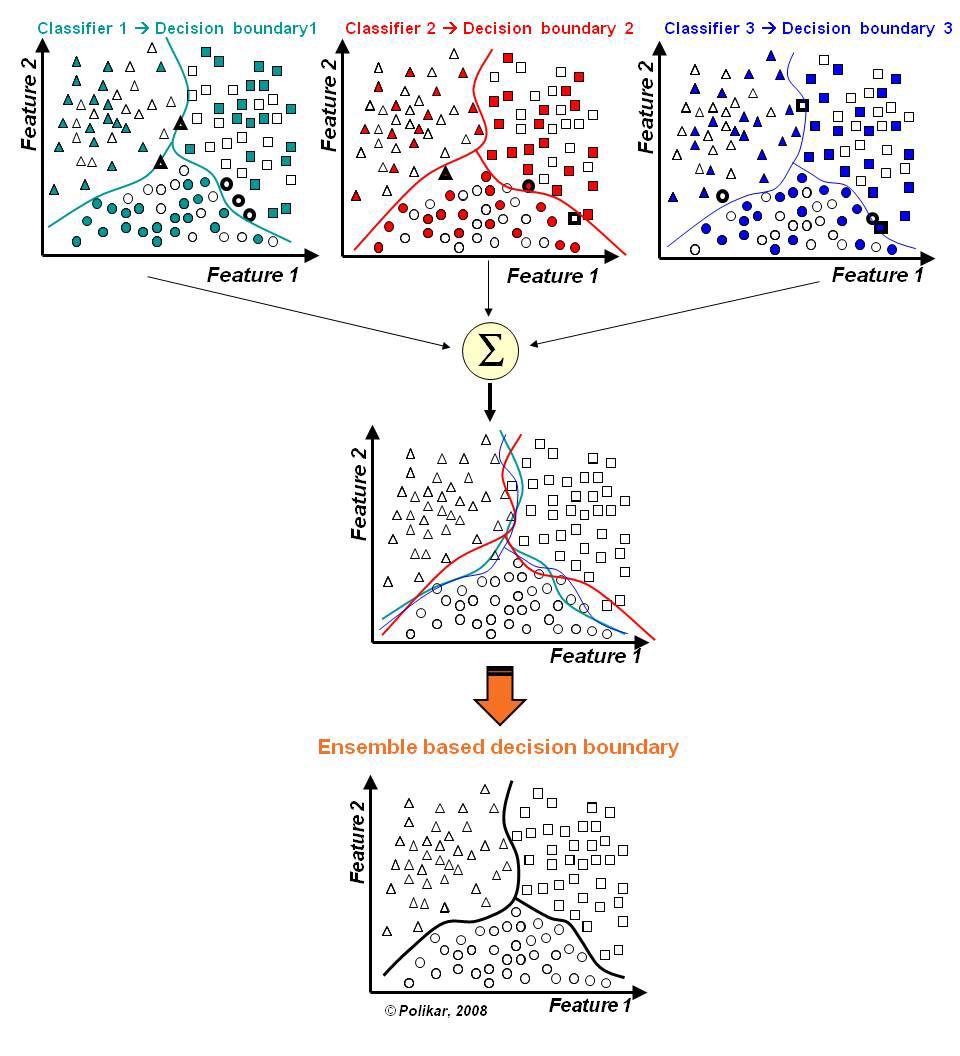 Classifier 1 → Decision boundary1
Classifier 2 → Decision boundary 2
Classifier 3 → Decision boundary 3
Feature 2
Feature 1
Feature 2
Feature 1
Feature 2
Feature 1
Σ
Feature 2
Feature 1
Ensemble based decision boundary
Feature 2
Feature 1
© Polikar, 2008